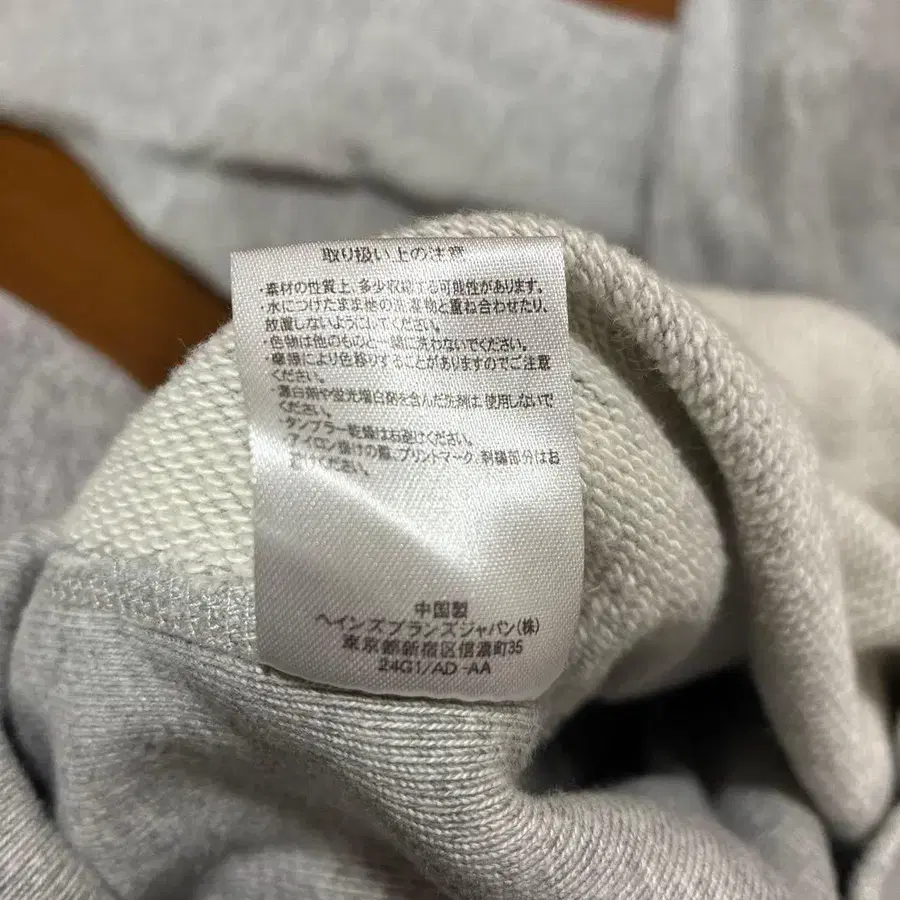 取り扱い上の注意
・素材の性質上、多少収縮する可能性があります。
・水につけたまま他の洗濯物と重ね合わせたり、
放置しないようにしてください。
・色物は他のものと一緒に洗わないでください。
・摩擦により色移りすることがありますのでご注意
ください。
・漂白剤や蛍光増白剤を含んだ洗剤は使用しないで
ください。
・タンブラー乾燥はお避けください。
・アイロン掛けの際、プリントマーク、刺繍部分はお
避けください。
中国製
ヘインズブランズジャパン(株)
東京都新宿区信濃町35
24G1/AD-AA